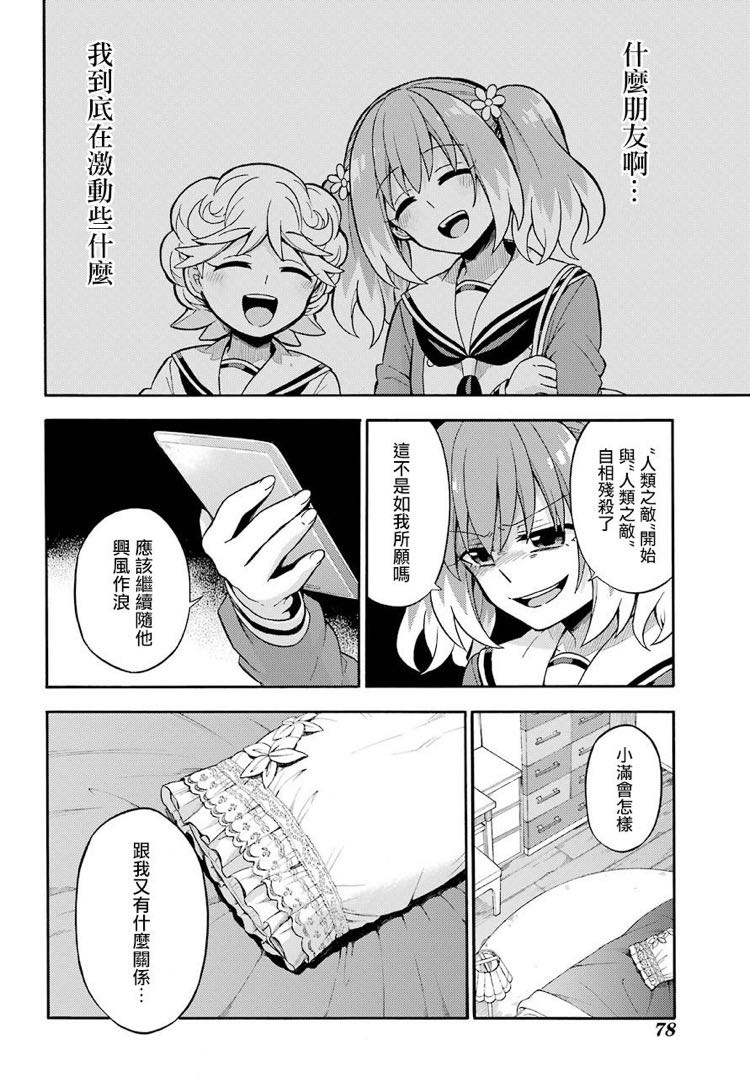 什麼朋友啊…
我到底在激動些什麼
〝人類之敵〞開始
與〝人類之敵〞
自相殘殺了
這不是如我所願嗎
應該繼續隨他
興風作浪
小滿會怎樣
跟我又有什麼關係…
78